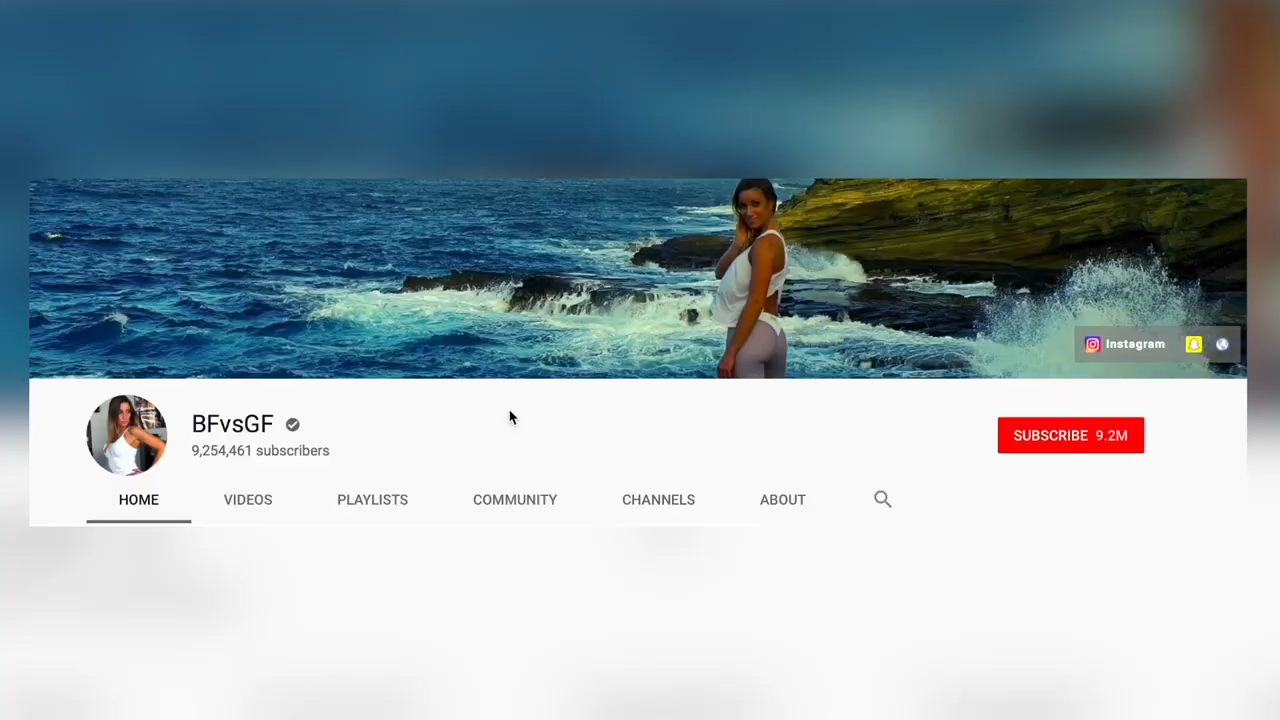 Instagram
BFvsGF
9,254,461 subscribers
SUBSCRIBE 9.2M
HOME VIDEOS PLAYLISTS COMMUNITY CHANNELS ABOUT